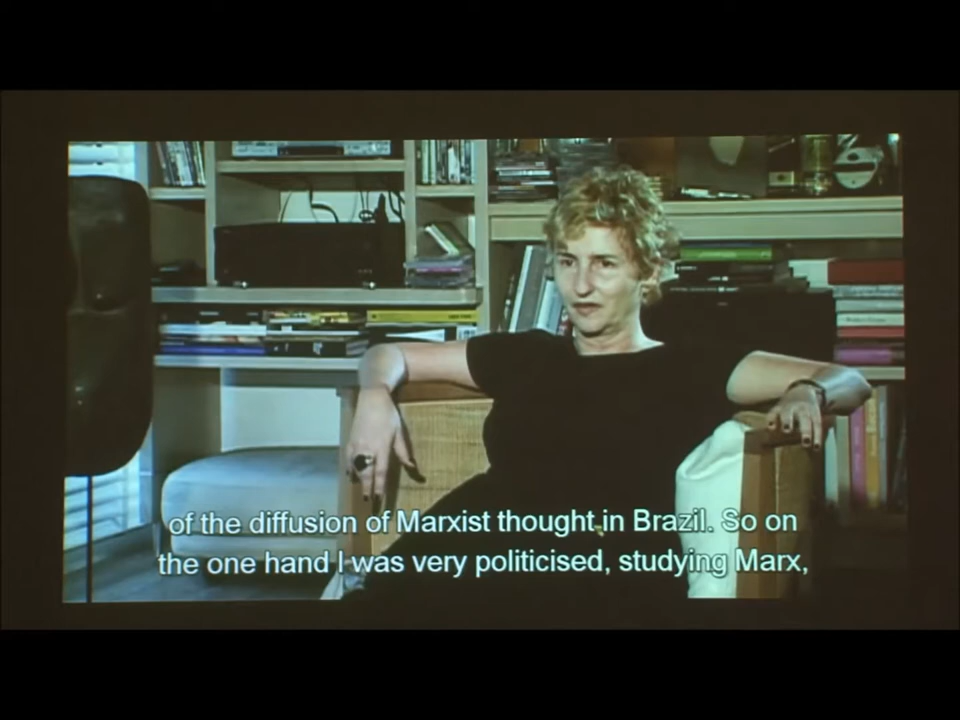 of the diffusion of Marxist thought in Brazil. So on
the one hand I was very politicised, studying Marx,